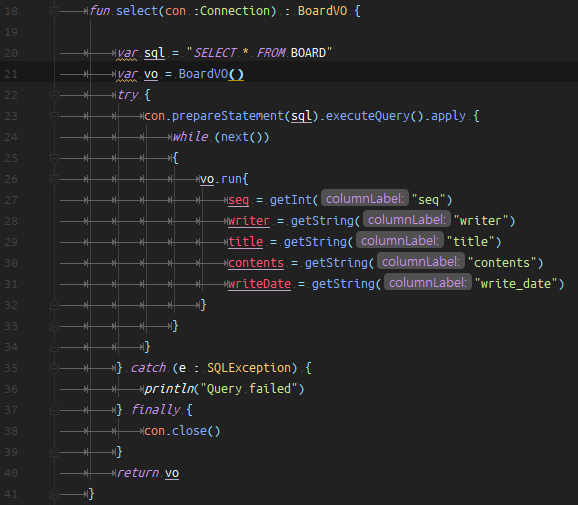 18 fun select(con :Connection) : BoardVO {
19
20 var sql = "SELECT * FROM BOARD"
21 var vo = BoardVO()
22 try {
23 con.prepareStatement(sql).executeQuery().apply {
24 while (next())
25 {
26 vo.run{
27 seq = getInt( columnLabel: "seq")
28 writer = getString( columnLabel: "writer")
29 title = getString( columnLabel: "title")
30 contents = getString( columnLabel: "contents")
31 writeDate = getString( columnLabel: "write_date")
32 }
33 }
34 }
35 } catch (e : SQLException) {
36 println("Query failed")
37 } finally {
38 con.close()
39 }
40 return vo
41 }